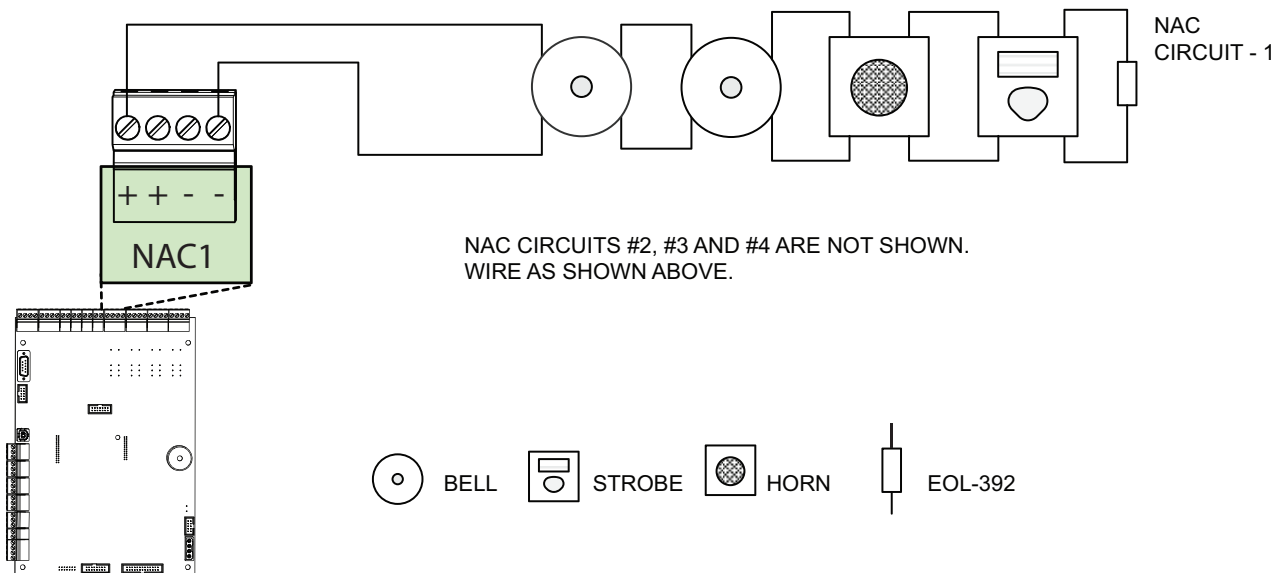 NAC
CIRCUIT - 1
+ + - -
NAC1
NAC CIRCUITS #2, #3 AND #4 ARE NOT SHOWN.
WIRE AS SHOWN ABOVE.
BELL
STROBE
HORN
EOL-392